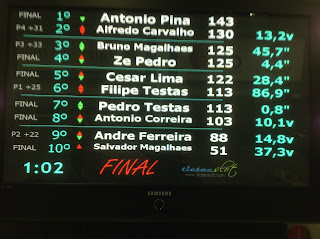 FINAL 1º Antonio Pina 143
P4 +31 2º Alfredo Carvalho 130 13,2v
P3 +33 3º Bruno Magalhaes 125 45,7"
FINAL 4º Ze Pedro 125 4,4"
FINAL 5º Cesar Lima 122 28,4"
P1 +25 6º Filipe Testas 113 86,9"
FINAL 7º Pedro Testas 113 0,8"
FINAL 8º Antonio Correira 103 10,1v
P2 +22 9º Andre Ferreira 88 14,8v
FINAL 10º Salvador Magalhaes 51 37,3v
1:02 FINAL slot
SAMSUNG